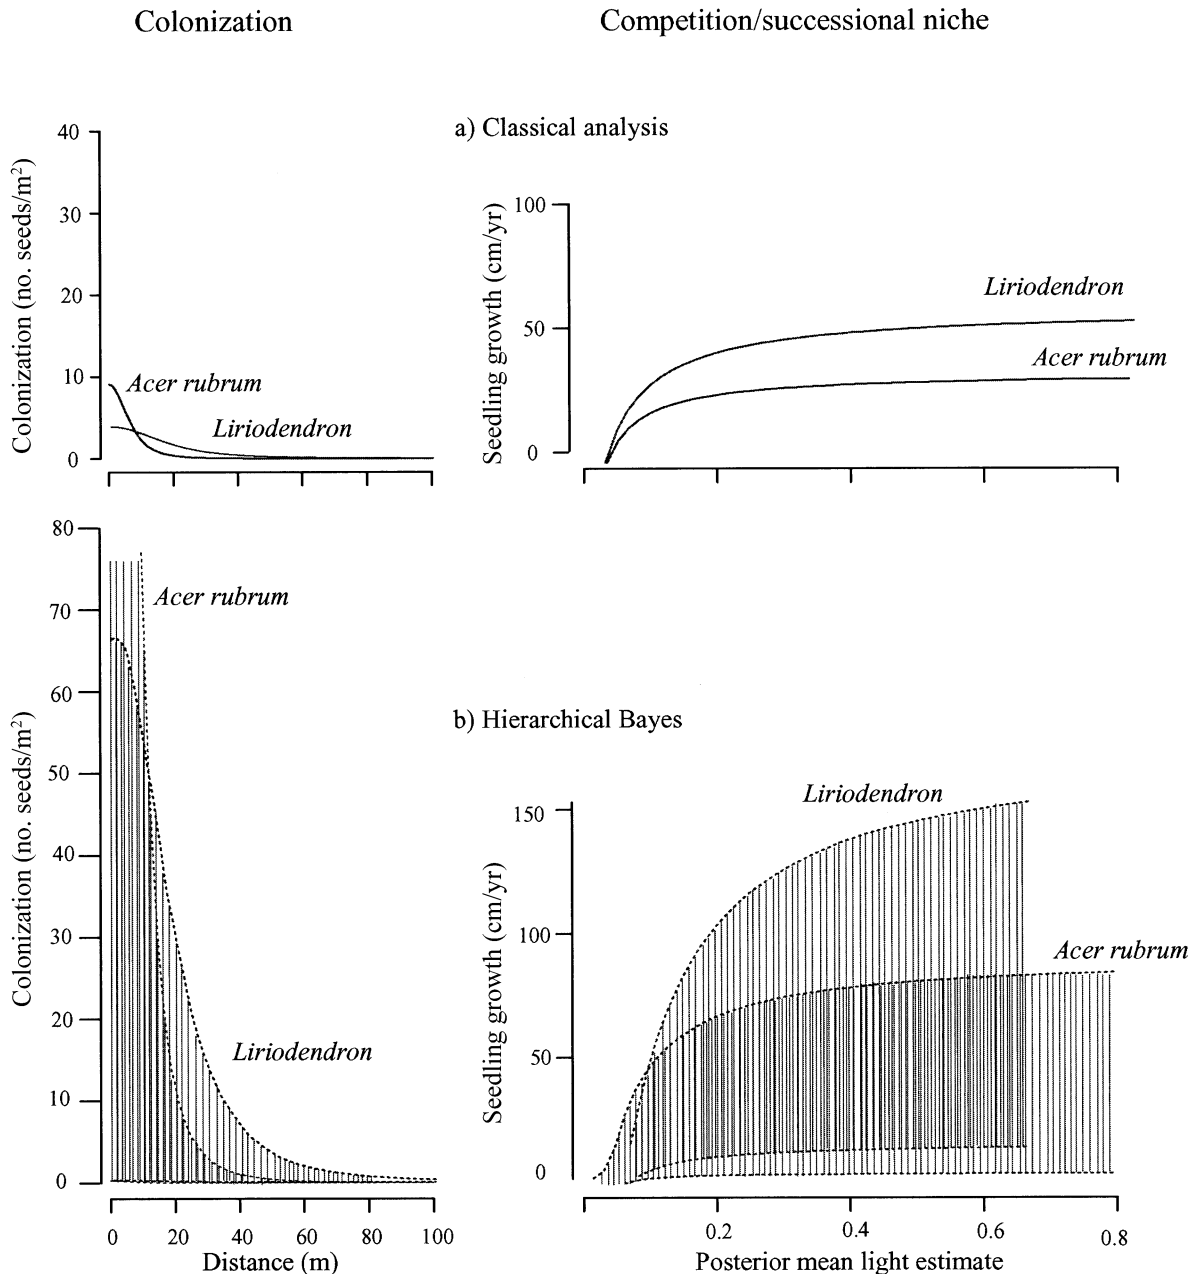 Colonization
Competition/successional niche
a) Classical analysis
Colonization (no. seeds/m²)
40
30
20
10
0
Acer rubrum
Liriodendron
Seedling growth (cm/yr)
100
50
0
Liriodendron
Acer rubrum
b) Hierarchical Bayes
Colonization (no. seeds/m²)
80
70
60
50
40
30
20
10
0
Acer rubrum
Liriodendron
0 20 40 60 80 100
Distance (m)
Seedling growth (cm/yr)
150
100
50
0
Liriodendron
Acer rubrum
0.2 0.4 0.6 0.8
Posterior mean light estimate